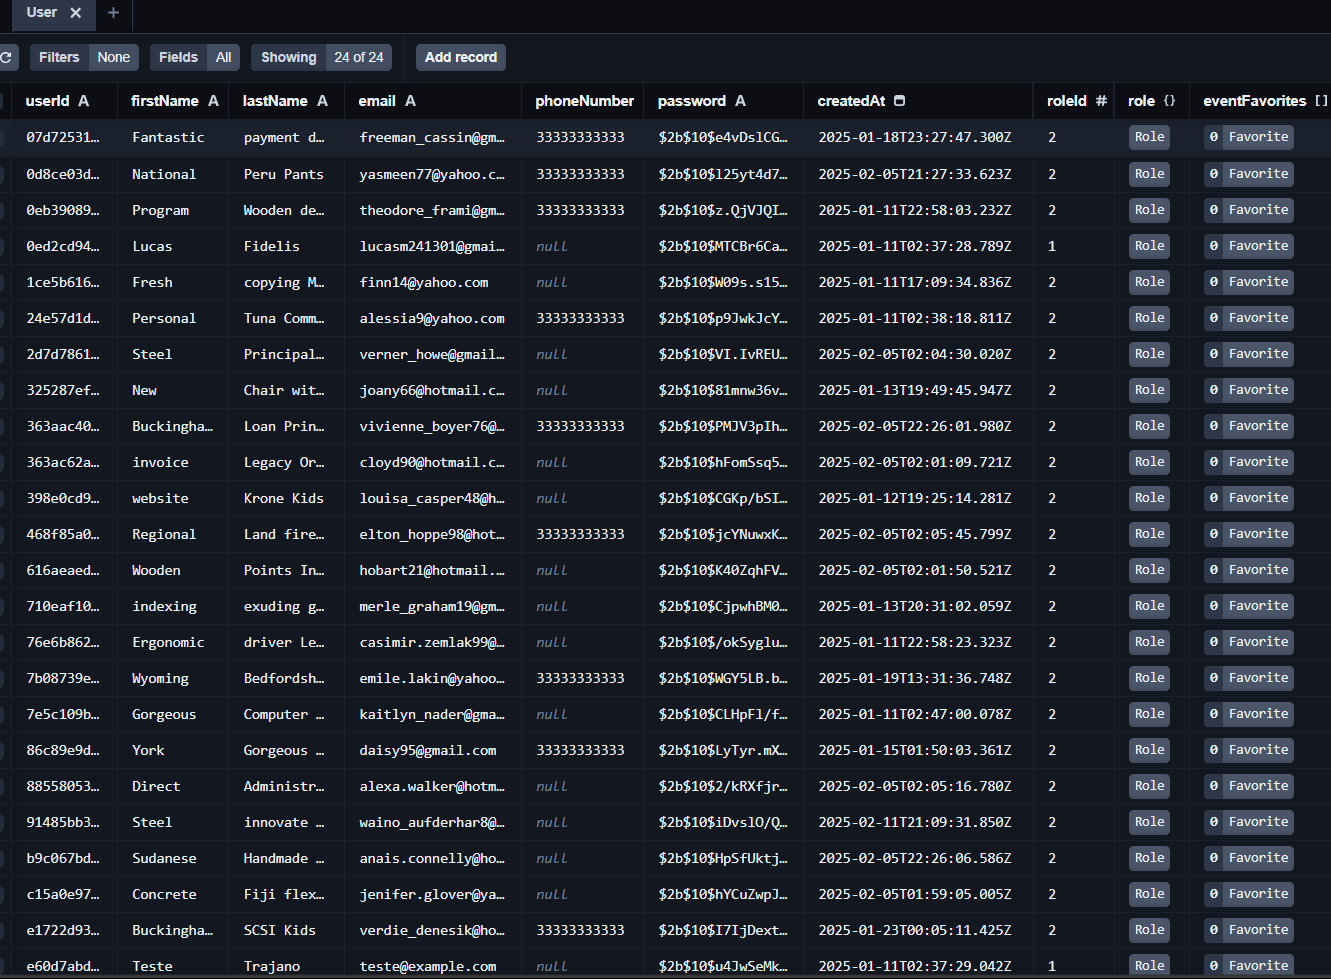 User × +
Filters None Fields All Showing 24 of 24 Add record
userId A firstName A lastName A email A phoneNumber password A createdAt roleId # role {} eventFavorites []
07d72531… Fantastic payment d… freeman_cassin@gm… 33333333333 $2b$10$e4vDslCG… 2025-01-18T23:27:47.300Z 2 Role 0 Favorite
0d8ce03d… National Peru Pants yasmeen77@yahoo.c… 33333333333 $2b$10$l25yt4d7… 2025-02-05T21:27:33.623Z 2 Role 0 Favorite
0eb39089… Program Wooden de… theodore_frami@gm… 33333333333 $2b$10$z.QjVJQI… 2025-01-11T22:58:03.232Z 2 Role 0 Favorite
0ed2cd94… Lucas Fidelis lucasm241301@gmai… null $2b$10$MTCBr6Ca… 2025-01-11T02:37:28.789Z 1 Role 0 Favorite
1ce5b616… Fresh copying M… finn14@yahoo.com null $2b$10$W09s.s15… 2025-01-11T17:09:34.836Z 2 Role 0 Favorite
24e57d1d… Personal Tuna Comm… alessia9@yahoo.com 33333333333 $2b$10$p9JwkJcY… 2025-01-11T02:38:18.811Z 2 Role 0 Favorite
2d7d7861… Steel Principal… verner_howe@gmail… null $2b$10$VI.IvREU… 2025-02-05T02:04:30.020Z 2 Role 0 Favorite
325287ef… New Chair wit… joany66@hotmail.c… null $2b$10$81mnw36v… 2025-01-13T19:49:45.947Z 2 Role 0 Favorite
363aac40… Buckingha… Loan Prin… vivienne_boyer76@… 33333333333 $2b$10$PMJV3pIh… 2025-02-05T22:26:01.980Z 2 Role 0 Favorite
363ac62a… invoice Legacy Or… cloyd90@hotmail.c… null $2b$10$hFomSsq5… 2025-02-05T02:01:09.721Z 2 Role 0 Favorite
398e0cd9… website Krone Kids louisa_casper48@h… null $2b$10$CGKp/bSI… 2025-01-12T19:25:14.281Z 2 Role 0 Favorite
468f85a0… Regional Land fire… elton_hoppe98@hot… 33333333333 $2b$10$jcYNuwxK… 2025-02-05T02:05:45.799Z 2 Role 0 Favorite
616aeaed… Wooden Points In… hobart21@hotmail.… null $2b$10$K40ZqhFV… 2025-02-05T02:01:50.521Z 2 Role 0 Favorite
710eaf10… indexing exuding g… merle_graham19@gm… null $2b$10$CjpwhBM0… 2025-01-13T20:31:02.059Z 2 Role 0 Favorite
76e6b862… Ergonomic driver Le… casimir.zemlak99@… null $2b$10$/okSyglu… 2025-01-11T22:58:23.323Z 2 Role 0 Favorite
7b08739e… Wyoming Bedfordsh… emile.lakin@yahoo… 33333333333 $2b$10$WGY5LB.b… 2025-01-19T13:31:36.748Z 2 Role 0 Favorite
7e5c109b… Gorgeous Computer … kaitlyn_nader@gma… null $2b$10$CLHpFl/f… 2025-01-11T02:47:00.078Z 2 Role 0 Favorite
86c89e9d… York Gorgeous … daisy95@gmail.com 33333333333 $2b$10$LyTyr.mX… 2025-01-15T01:50:03.361Z 2 Role 0 Favorite
88558053… Direct Administr… alexa.walker@hotm… null $2b$10$2/kRXfjr… 2025-02-05T02:05:16.780Z 2 Role 0 Favorite
91485bb3… Steel innovate … waino_aufderhar8@… null $2b$10$iDvslO/Q… 2025-02-11T21:09:31.850Z 2 Role 0 Favorite
b9c067bd… Sudanese Handmade … anais.connelly@ho… null $2b$10$HpSfUktj… 2025-02-05T22:26:06.586Z 2 Role 0 Favorite
c15a0e97… Concrete Fiji flex… jenifer.glover@ya… null $2b$10$hYCuZwpJ… 2025-02-05T01:59:05.005Z 2 Role 0 Favorite
e1722d93… Buckingha… SCSI Kids verdie_denesik@ho… 33333333333 $2b$10$I7IjDext… 2025-01-23T00:05:11.425Z 2 Role 0 Favorite
e60d7abd… Teste Trajano teste@example.com null $2b$10$u4JwSeMk… 2025-01-11T02:37:29.042Z 1 Role 0 Favorite